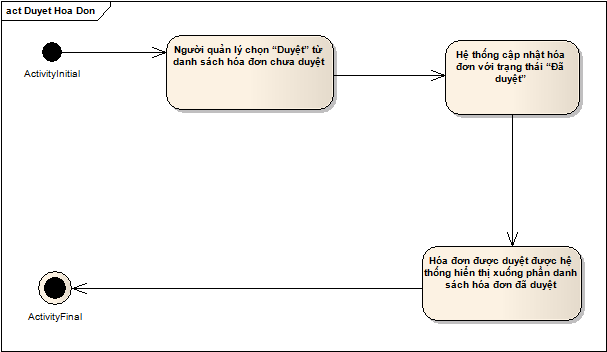 act Duyet Hoa Don
Người quản lý chọn “Duyệt” từ
danh sách hóa đơn chưa duyệt
Hệ thống cập nhật hóa
đơn với trạng thái “Đã
duyệt”
ActivityInitial
Hóa đơn được duyệt được hệ
thống hiển thị xuống phần danh
sách hóa đơn đã duyệt
ActivityFinal